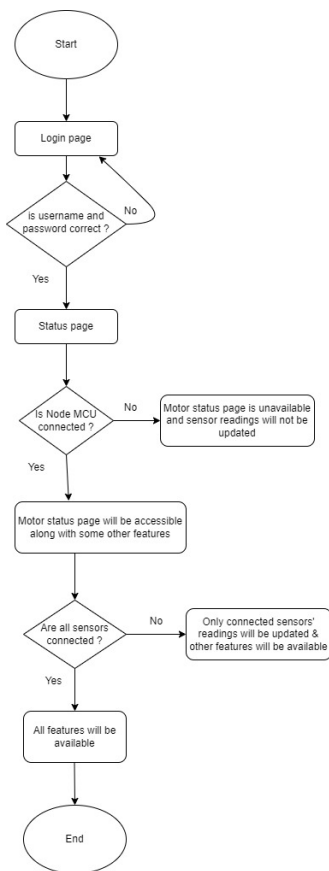 Start
Login page
is username and
password correct ?
No
Yes
Status page
Is Node MCU
connected ?
No
Motor status page is unavailable
and sensor readings will not be
updated
Yes
Motor status page will be accessible
along with some other features
Are all sensors
connected ?
No
Only connected sensors'
readings will be updated &
other features will be available
Yes
All features will be
available
End